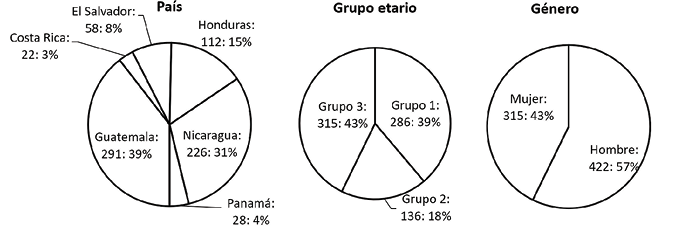 País
El Salvador:
58: 8%
Honduras:
112: 15%
Costa Rica:
22: 3%
Guatemala:
291: 39%
Nicaragua:
226: 31%
Panamá:
28: 4%
Grupo etario
Grupo 3:
315: 43%
Grupo 1:
286: 39%
Grupo 2:
136: 18%
Género
Mujer:
315: 43%
Hombre:
422: 57%